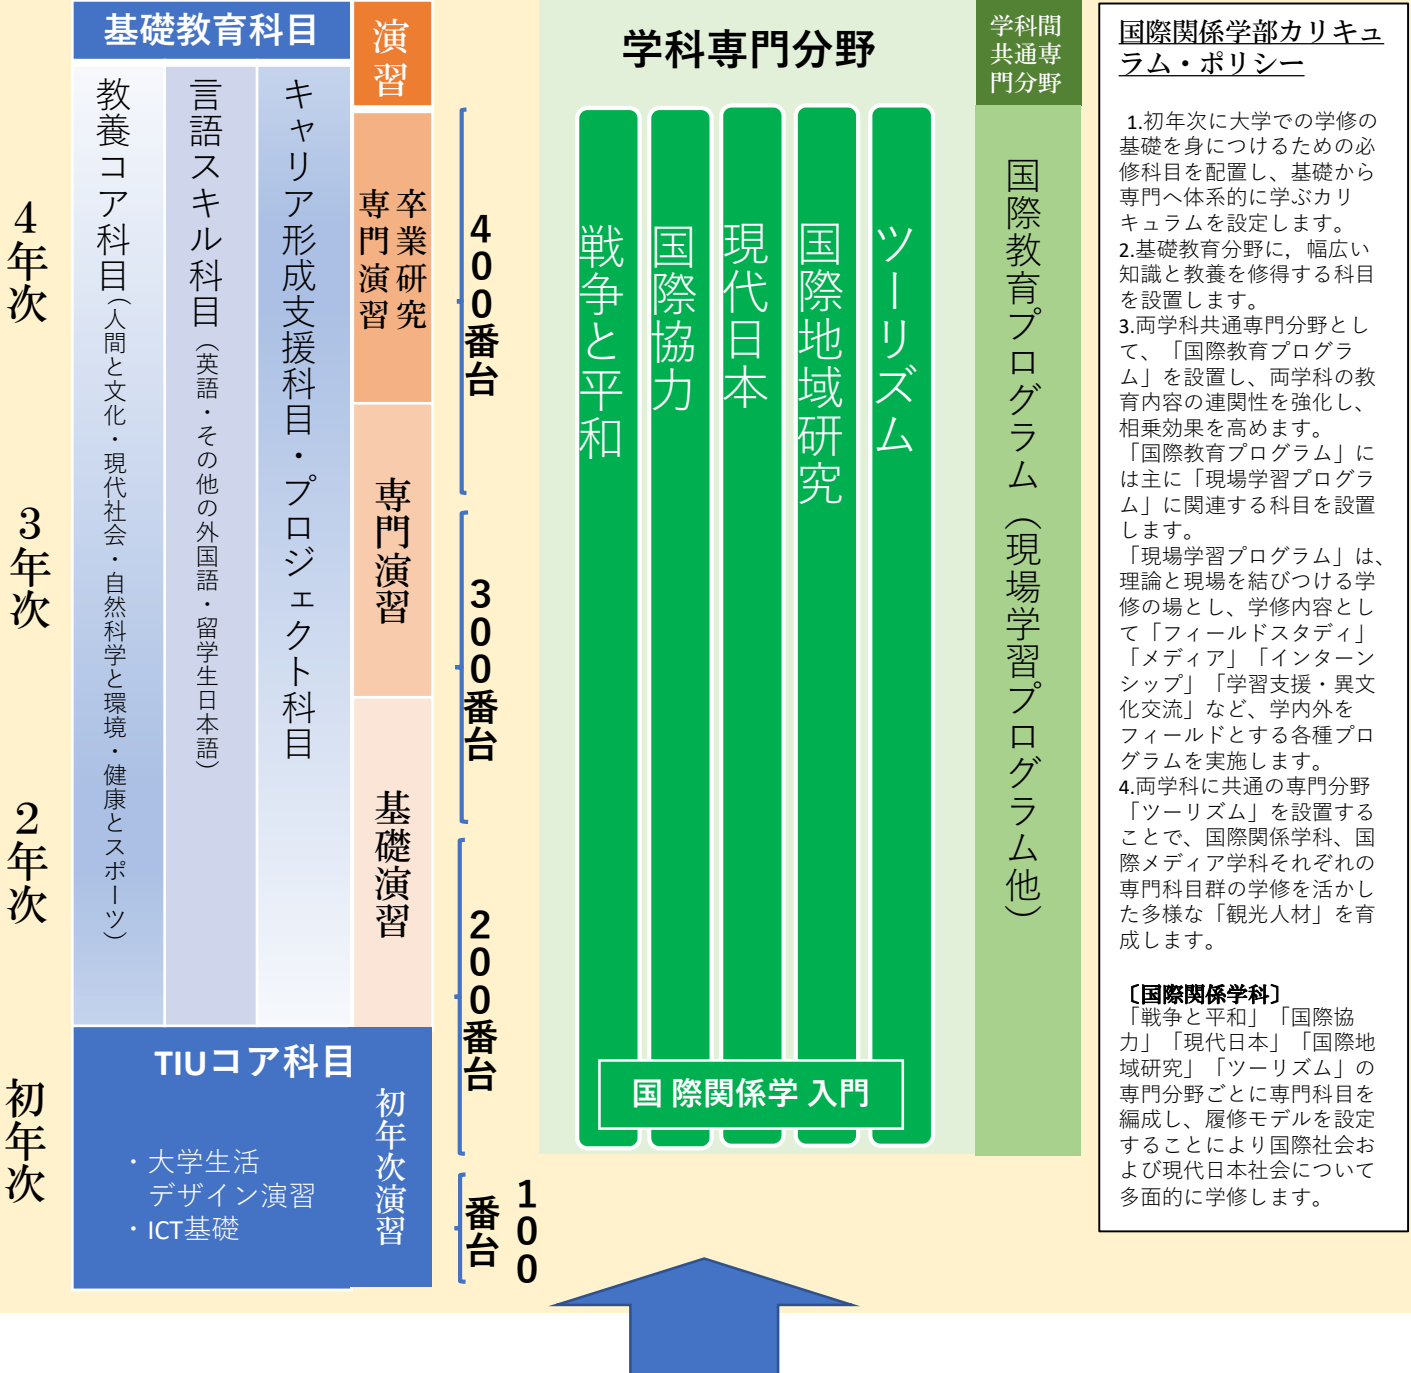 基礎教育科目
演習
学科専門分野
学科間
共通専
門分野
4年次
3年次
2年次
初年次
教養コア科目（人間と文化・現代社会・自然科学と環境・健康とスポーツ）
言語スキル科目（英語・その他の外国語・留学生日本語）
キャリア形成支援科目・プロジェクト科目
卒業研究
専門演習
専門演習
基礎演習
TIUコア科目
・大学生活
デザイン演習
・ICT基礎
初年次演習
400番台
300番台
200番台
100
番台
戦争と平和
国際協力
現代日本
国際地域研究
ツーリズム
国 際関係学 入門
国際教育プログラム（現場学習プログラム他）
国際関係学部カリキュ
ラム・ポリシー
1.初年次に大学での学修の
基礎を身につけるための必
修科目を配置し、基礎から
専門へ体系的に学ぶカリ
キュラムを設定します。
2.基礎教育分野に，幅広い
知識と教養を修得する科目
を設置します。
3.両学科共通専門分野とし
て、「国際教育プログラ
ム」を設置し、両学科の教
育内容の連関性を強化し、
相乗効果を高めます。
「国際教育プログラム」に
は主に「現場学習プログラ
ム」に関連する科目を設置
します。
「現場学習プログラム」は、
理論と現場を結びつける学
修の場とし、学修内容とし
て「フィールドスタディ」
「メディア」「インターン
シップ」「学習支援・異文
化交流」など、学内外を
フィールドとする各種プロ
グラムを実施します。
4.両学科に共通の専門分野
「ツーリズム」を設置する
ことで、国際関係学科、国
際メディア学科それぞれの
専門科目群の学修を活かし
た多様な「観光人材」を育
成します。
〔国際関係学科〕
「戦争と平和」「国際協
力」「現代日本」「国際地
域研究」「ツーリズム」の
専門分野ごとに専門科目を
編成し、履修モデルを設定
することにより国際社会お
よび現代日本社会について
多面的に学修します。